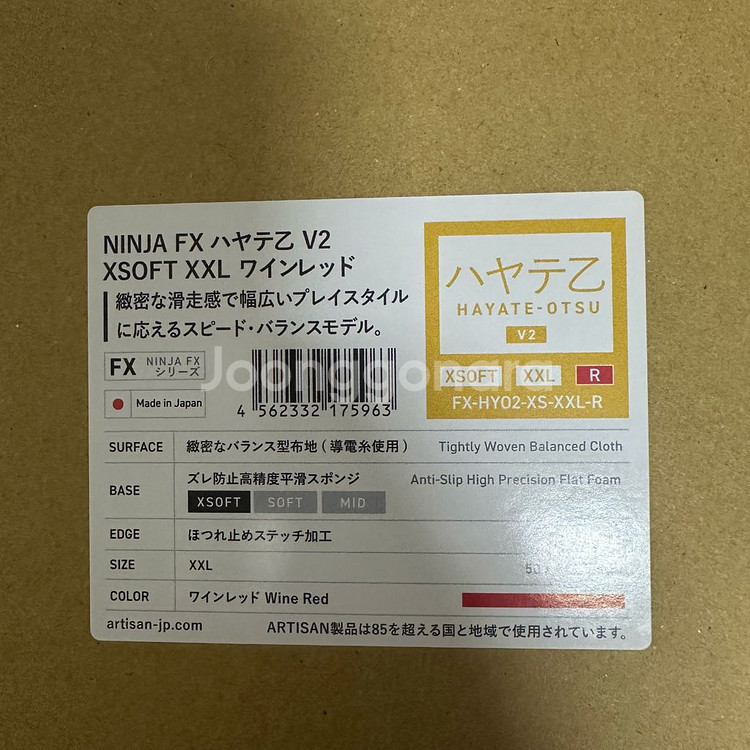 NINJA FX ハヤテ乙 V2
XSOFT XXL ワインレッド
緻密な滑走感で幅広いプレイスタイル
に応えるスピード・バランスモデル。
FX NINJA FX シリーズ
Made in Japan
4 562332 175963
ハヤテ乙
HAYATE-OTSU
V2
XSOFT XXL R
FX-HY02-XS-XXL-R
Joonggonara
SURFACE 緻密なバランス型布地 ( 導電糸使用 ) Tightly Woven Balanced Cloth
BASE ズレ防止高精度平滑スポンジ Anti-Slip High Precision Flat Foam
XSOFT SOFT MID
EDGE ほつれ止めステッチ加工
SIZE XXL
COLOR ワインレッド Wine Red
artisan-jp.com ARTISAN製品は85を超える国と地域で使用されています。